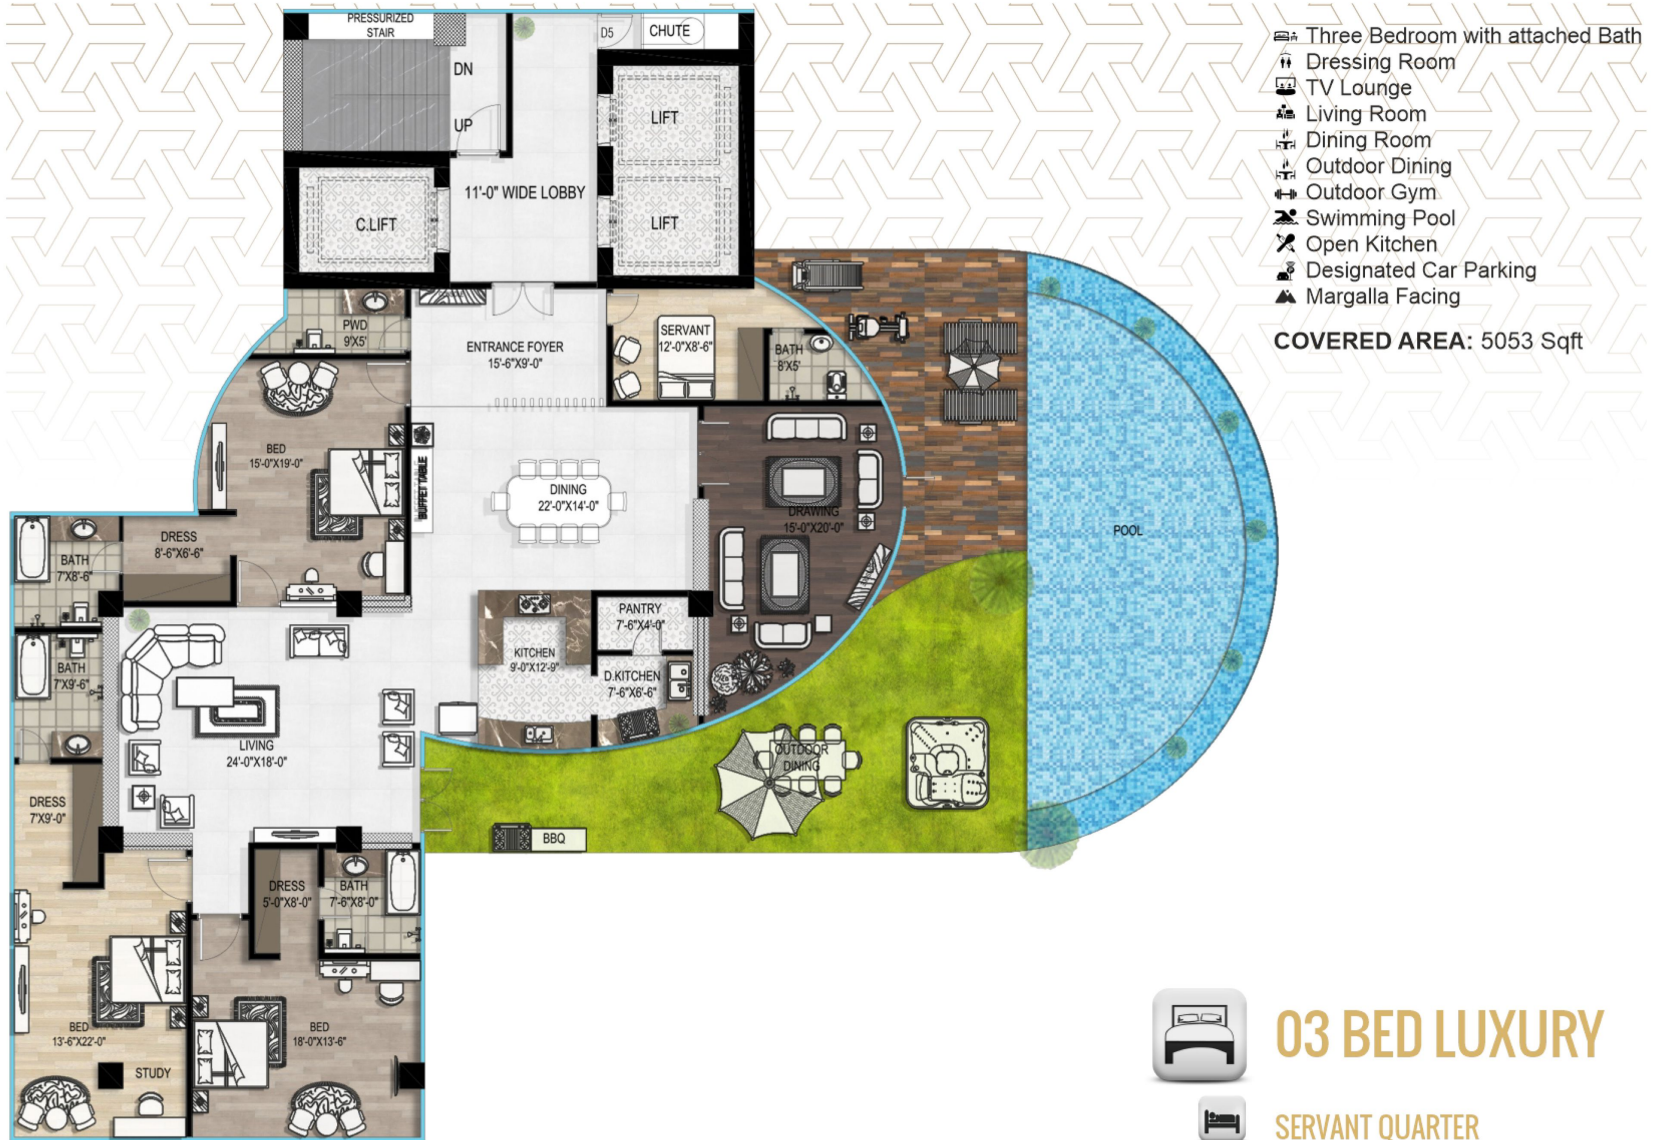 PRESSURIZED
STAIR
D5
CHUTE
DN
UP
LIFT
11'-0" WIDE LOBBY
C.LIFT
LIFT
PWD
9'X5'
ENTRANCE FOYER
15'-6"X9'-0"
SERVANT
12'-0"X8'-6"
BATH
8'X5'
BED
15'-0"X19'-0"
BUFFET TABLE
DINING
22'-0"X14'-0"
DRAWING
15'-0"X20'-0"
POOL
DRESS
8'-6"X6'-6"
BATH
7'X8'-6"
PANTRY
7'-6"X4'-0"
KITCHEN
9'-0"X12'-9"
D.KITCHEN
7'-6"X6'-6"
BATH
7'X9'-6"
LIVING
24'-0"X18'-0"
OUTDOOR
DINING
DRESS
7'X9'-0"
BBQ
DRESS
5'-0"X8'-0"
BATH
7'-6"X8'-0"
BED
13'-6"X22'-0"
BED
18'-0"X13'-6"
STUDY
Three Bedroom with attached Bath
Dressing Room
TV Lounge
Living Room
Dining Room
Outdoor Dining
Outdoor Gym
Swimming Pool
Open Kitchen
Designated Car Parking
Margalla Facing
COVERED AREA: 5053 Sqft
03 BED LUXURY
SERVANT QUARTER